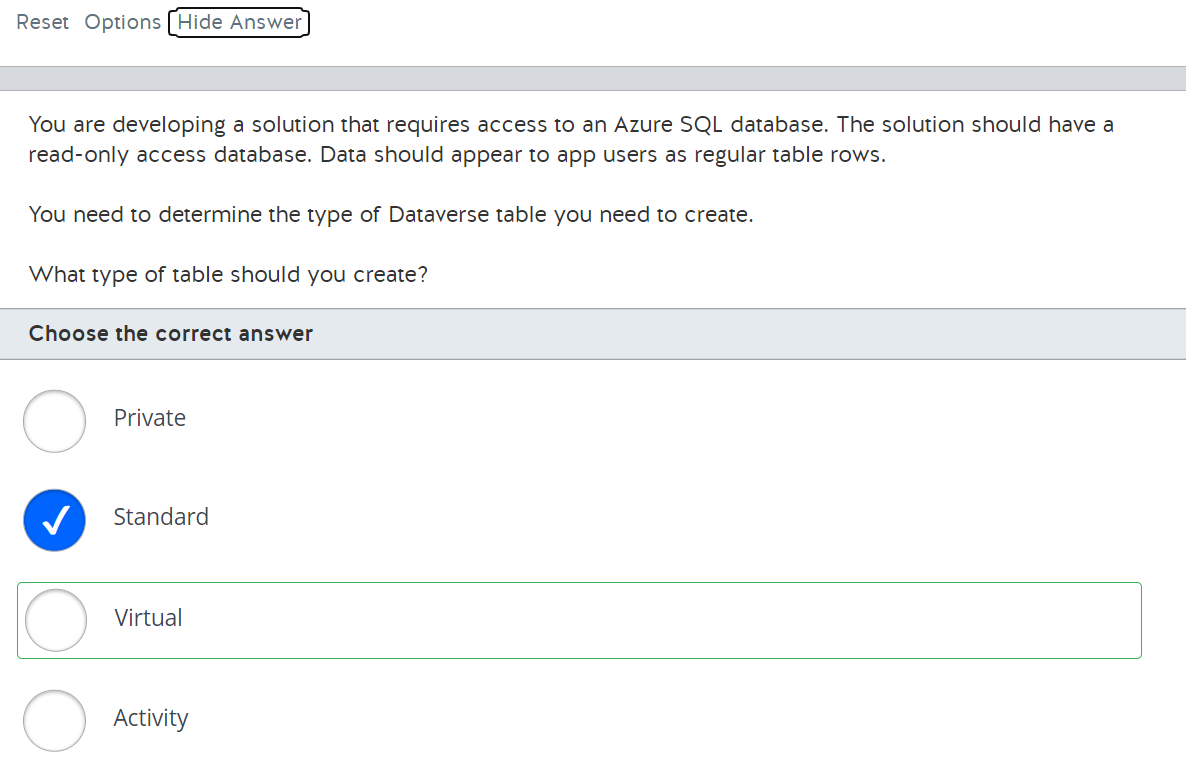 Reset Options Hide Answer
You are developing a solution that requires access to an Azure SQL database. The solution should have a
read-only access database. Data should appear to app users as regular table rows.
You need to determine the type of Dataverse table you need to create.
What type of table should you create?
Choose the correct answer
Private
Standard
Virtual
Activity